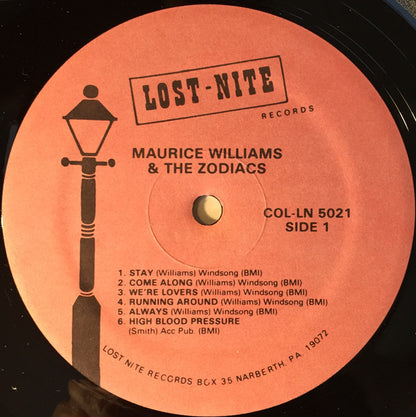 LOST-NITE
RECORDS
MAURICE WILLIAMS
& THE ZODIACS
COL-LN 5021
SIDE 1
1. STAY (Williams) Windsong (BMI)
2. COME ALONG (Williams) Windsong (BMI)
3. WE'RE LOVERS (Williams) Windsong (BMI)
4. RUNNING AROUND (Williams) Windsong (BMI)
5. ALWAYS (Williams) Windsong (BMI)
6. HIGH BLOOD PRESSURE
(Smith) Acc Pub. (BMI)
LOST NITE RECORDS BOX 35 NARBERTH, PA. 19072